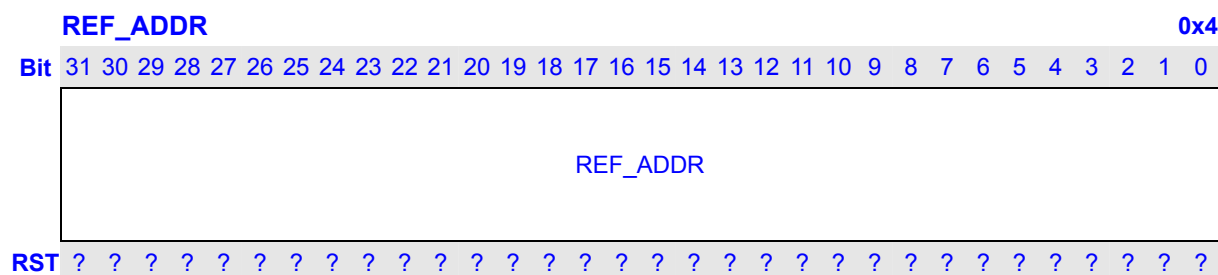 REF_ADDR 0x4
Bit 31 30 29 28 27 26 25 24 23 22 21 20 19 18 17 16 15 14 13 12 11 10 9 8 7 6 5 4 3 2 1 0
REF_ADDR
RST ? ? ? ? ? ? ? ? ? ? ? ? ? ? ? ? ? ? ? ? ? ? ? ? ? ? ? ? ? ? ? ?